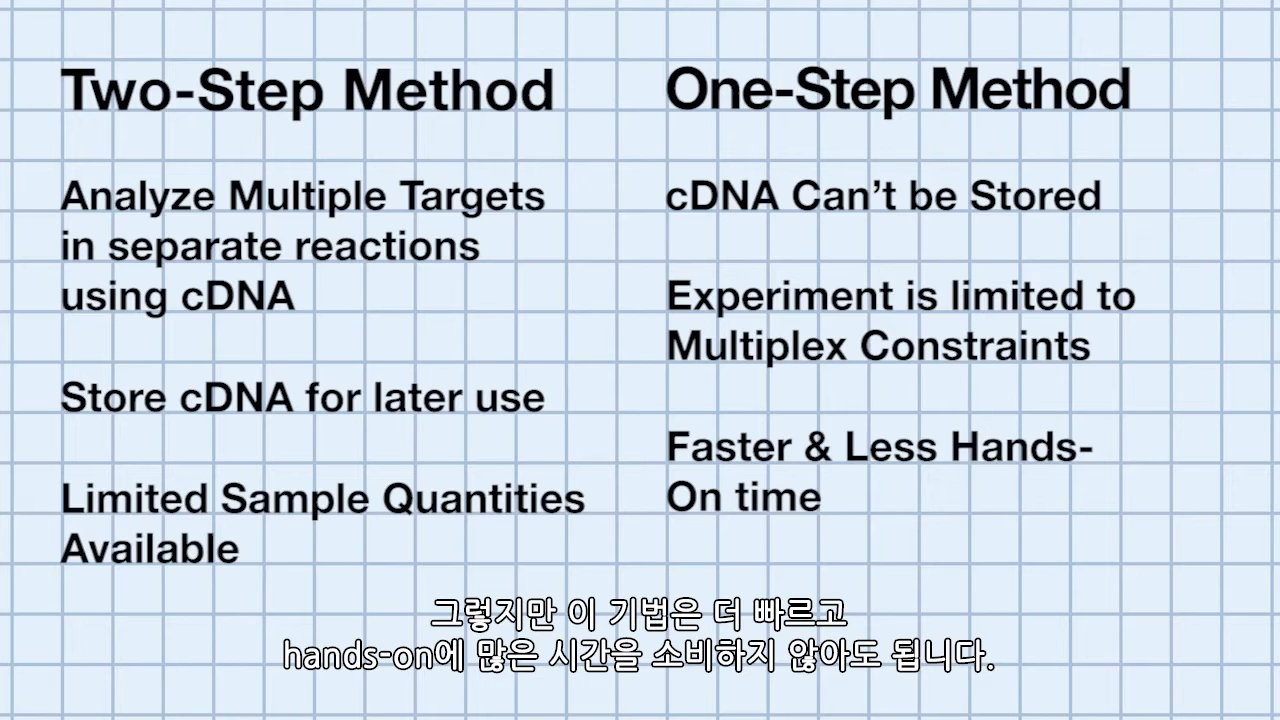 Two-Step Method
Analyze Multiple Targets
in separate reactions
using cDNA
Store cDNA for later use
Limited Sample Quantities
Available
One-Step Method
cDNA Can’t be Stored
Experiment is limited to
Multiplex Constraints
Faster & Less Hands-
On time
그렇지만 이 기법은 더 빠르고
hands-on에 많은 시간을 소비하지 않아도 됩니다.